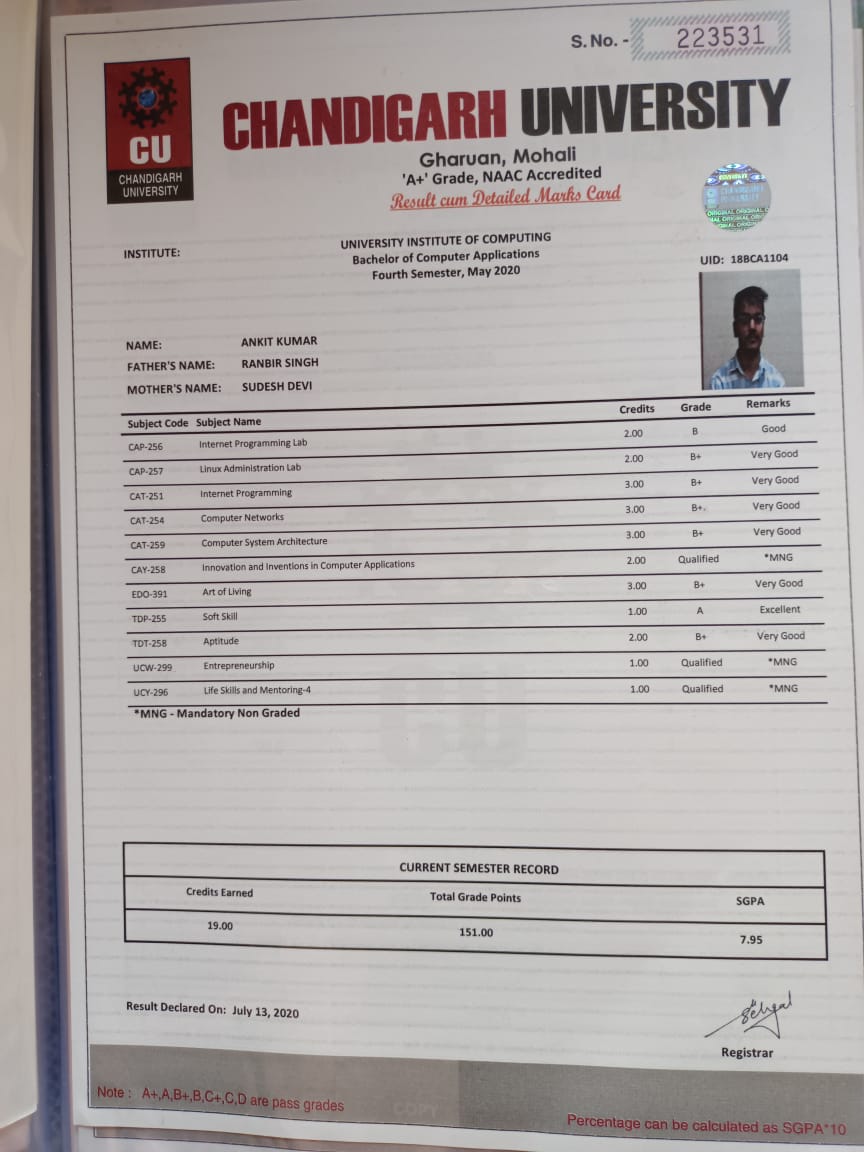 S. No. - 223531
CU
CHANDIGARH
UNIVERSITY
CHANDIGARH UNIVERSITY
Gharuan, Mohali
'A+' Grade, NAAC Accredited
Result cum Detailed Marks Card
INSTITUTE:
UNIVERSITY INSTITUTE OF COMPUTING
Bachelor of Computer Applications
Fourth Semester, May 2020
UID: 18BCA1104
NAME: ANKIT KUMAR
FATHER'S NAME: RANBIR SINGH
MOTHER'S NAME: SUDESH DEVI
Subject Code Subject Name Credits Grade Remarks
CAP-256 Internet Programming Lab 2.00 B Good
CAP-257 Linux Administration Lab 2.00 B+ Very Good
CAT-251 Internet Programming 3.00 B+ Very Good
CAT-254 Computer Networks 3.00 B+ Very Good
CAT-259 Computer System Architecture 3.00 B+ Very Good
CAY-258 Innovation and Inventions in Computer Applications 2.00 Qualified *MNG
EDO-391 Art of Living 3.00 B+ Very Good
TDP-255 Soft Skill 1.00 A Excellent
TDT-258 Aptitude 2.00 B+ Very Good
UCW-299 Entrepreneurship 1.00 Qualified *MNG
UCY-296 Life Skills and Mentoring-4 1.00 Qualified *MNG
*MNG - Mandatory Non Graded
CU
CURRENT SEMESTER RECORD
Credits Earned Total Grade Points SGPA
19.00 151.00 7.95
Result Declared On: July 13, 2020
Registrar
Note : A+,A,B+,B,C+,C,D are pass grades
COPY
Percentage can be calculated as SGPA*10